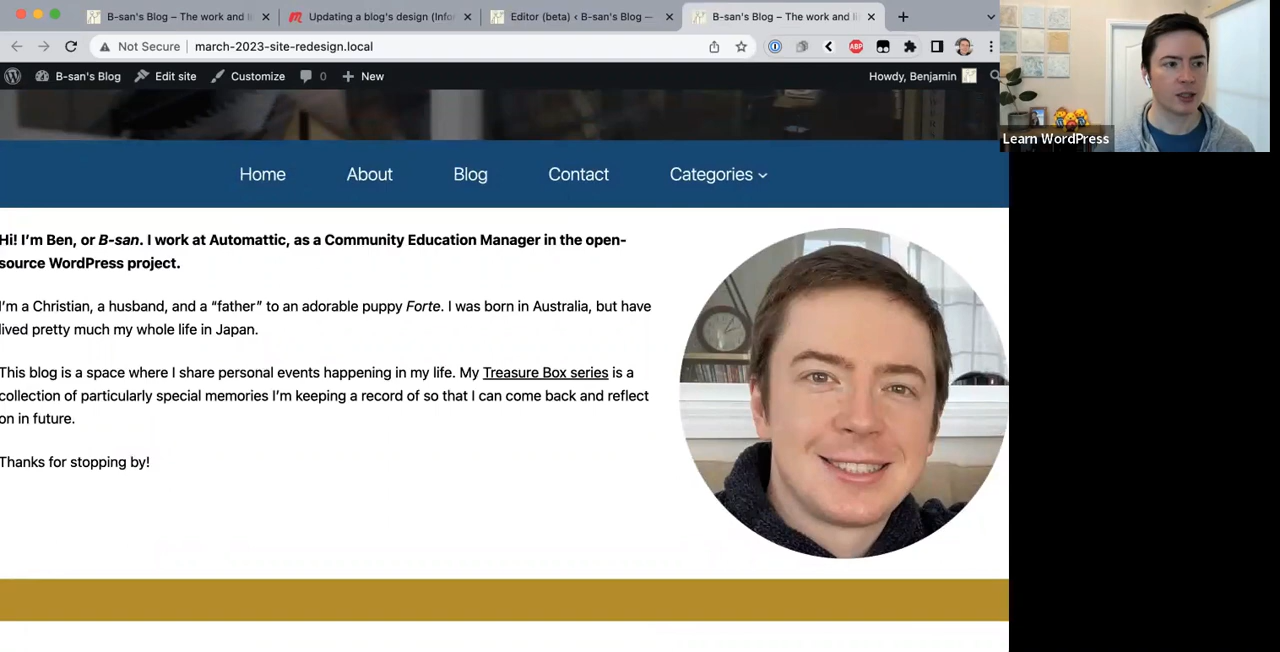 B-san's Blog – The work and li
Updating a blog's design (Info
Editor (beta) ‹ B-san's Blog —
B-san's Blog – The work and li
Not Secure
march-2023-site-redesign.local
ABP
B-san's Blog
Edit site
Customize
0
New
Howdy, Benjamin
Learn WordPress
Home
About
Blog
Contact
Categories
Hi! I'm Ben, or B-san. I work at Automattic, as a Community Education Manager in the open-
source WordPress project.
I'm a Christian, a husband, and a “father” to an adorable puppy Forte. I was born in Australia, but have
lived pretty much my whole life in Japan.
This blog is a space where I share personal events happening in my life. My Treasure Box series is a
collection of particularly special memories I'm keeping a record of so that I can come back and reflect
on in future.
Thanks for stopping by!